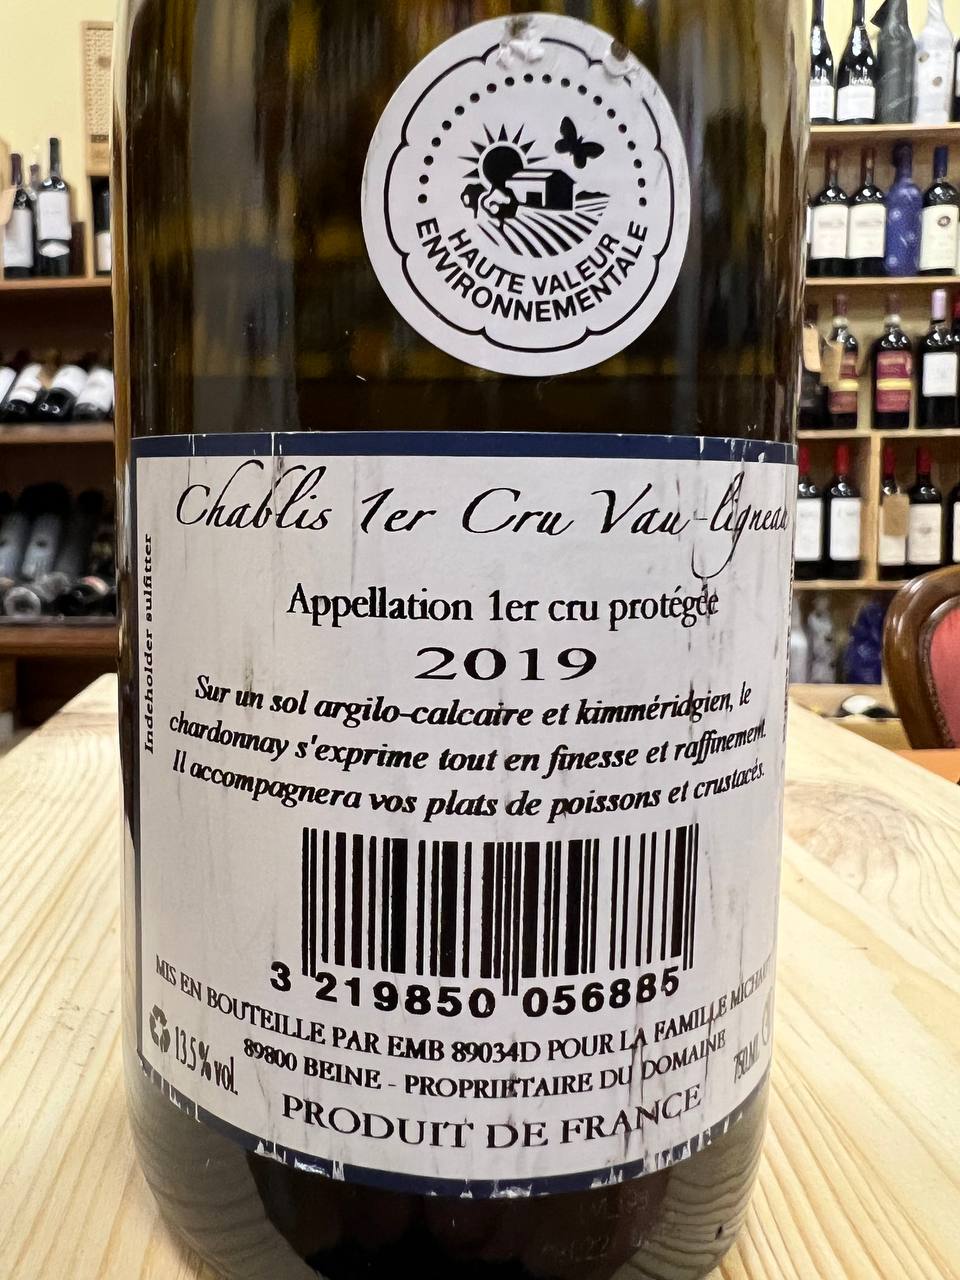 HAUTE VALEUR
ENVIRONNEMENTALE
Chablis 1er Cru Vau-ligneau
Appellation 1er cru protégée
2019
Sur un sol argilo-calcaire et kimméridgien, le
chardonnay s'exprime tout en finesse et raffinement.
Il accompagnera vos plats de poissons et crustacés.
Indeholder sulfitter
3 219850 056885
MIS EN BOUTEILLE PAR EMB 89034D POUR LA FAMILLE
89800 BEINE - PROPRIETAIRE DU DOMAINE
13.5% vol.
750ML
PRODUIT DE FRANCE